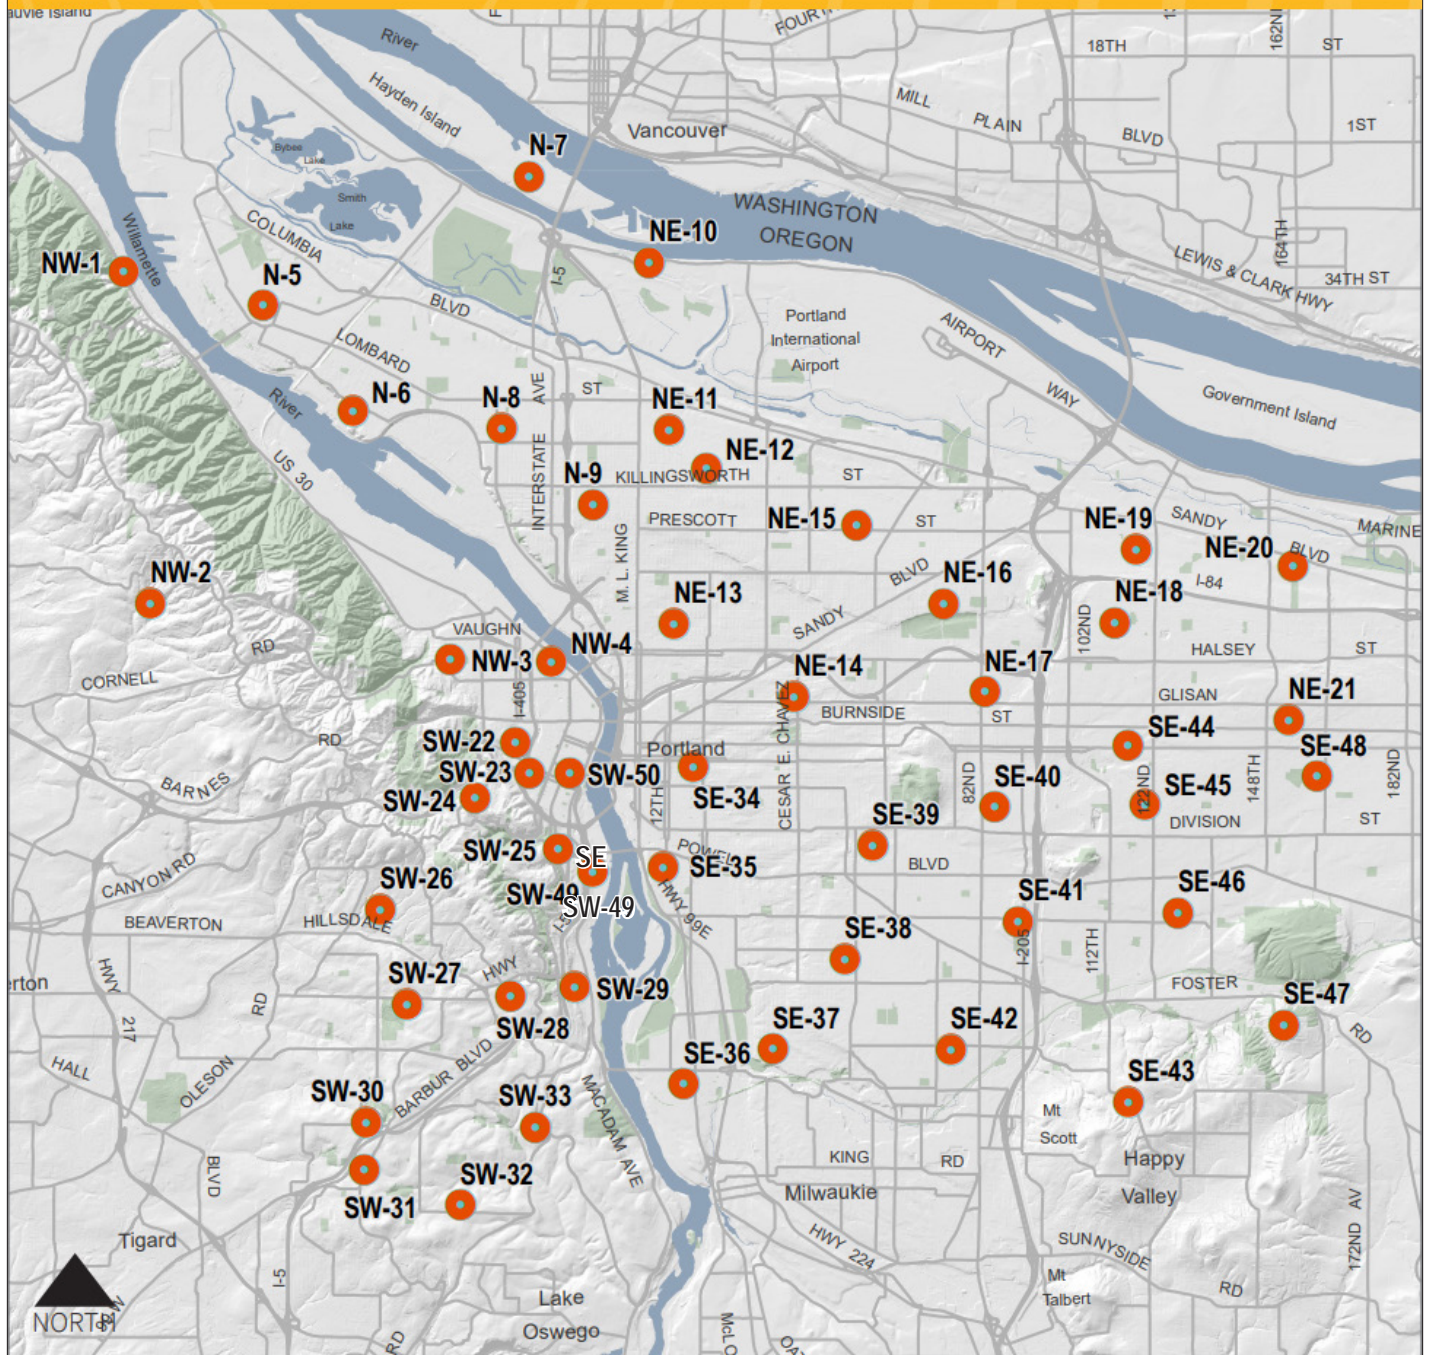 auvie Island
River
FOURTH
162N
18TH
ST
Hayden Island
MILL
PLAIN
BLVD
1ST
Vancouver
N-7
Bybee
Lake
Smith
Lake
WASHINGTON
OREGON
NE-10
COLUMBIA
Willamette
NW-1
N-5
I-5
164TH
LEWIS & CLARK HWY
34TH ST
BLVD
Portland
International
Airport
AIRPORT
LOMBARD
WAY
Government Island
N-6
River
N-8
AVE
ST
NE-11
NE-12
US 30
INTERSTATE
N-9
KILLINGSWORTH
ST
PRESCOTT
NE-15
ST
NE-19
SANDY
MARINE
NE-20
BLVD
M. L. KING
NW-2
NE-13
BLVD
NE-16
I-84
NE-18
102ND
SANDY
VAUGHN
RD
NW-3
NW-4
HALSEY
ST
CORNELL
I-405
NE-14
NE-17
GLISAN
NE-21
BURNSIDE
ST
CESAR E. CHAVEZ
SW-22
RD
Portland
SE-44
SE-48
SW-23
SW-50
SE-34
BARNES
SW-24
12TH
82ND
SE-40
122ND
SE-45
148TH
182ND
DIVISION
ST
SE-39
SW-25
SE
POWELL
SE-35
BLVD
CANYON RD
SW-26
SW-49
SW-49
HWY 99E
SE-41
SE-46
BEAVERTON
HILLSDALE
I-5
SE-38
I-205
112TH
erton
HWY
217
SW-27
HWY
SW-29
FOSTER
SE-47
RD
SW-28
SE-37
SE-42
RD
HALL
OLESON
BARBUR BLVD
SE-36
SE-43
SW-30
SW-33
MACADAM AVE
Mt
Scott
KING
RD
Happy
Valley
BLVD
SW-31
SW-32
Milwaukie
HWY 224
SUNNYSIDE
RD
172ND AV
Tigard
I-5
Mt
Talbert
Lake
Oswego
NORTH
RD
McLO